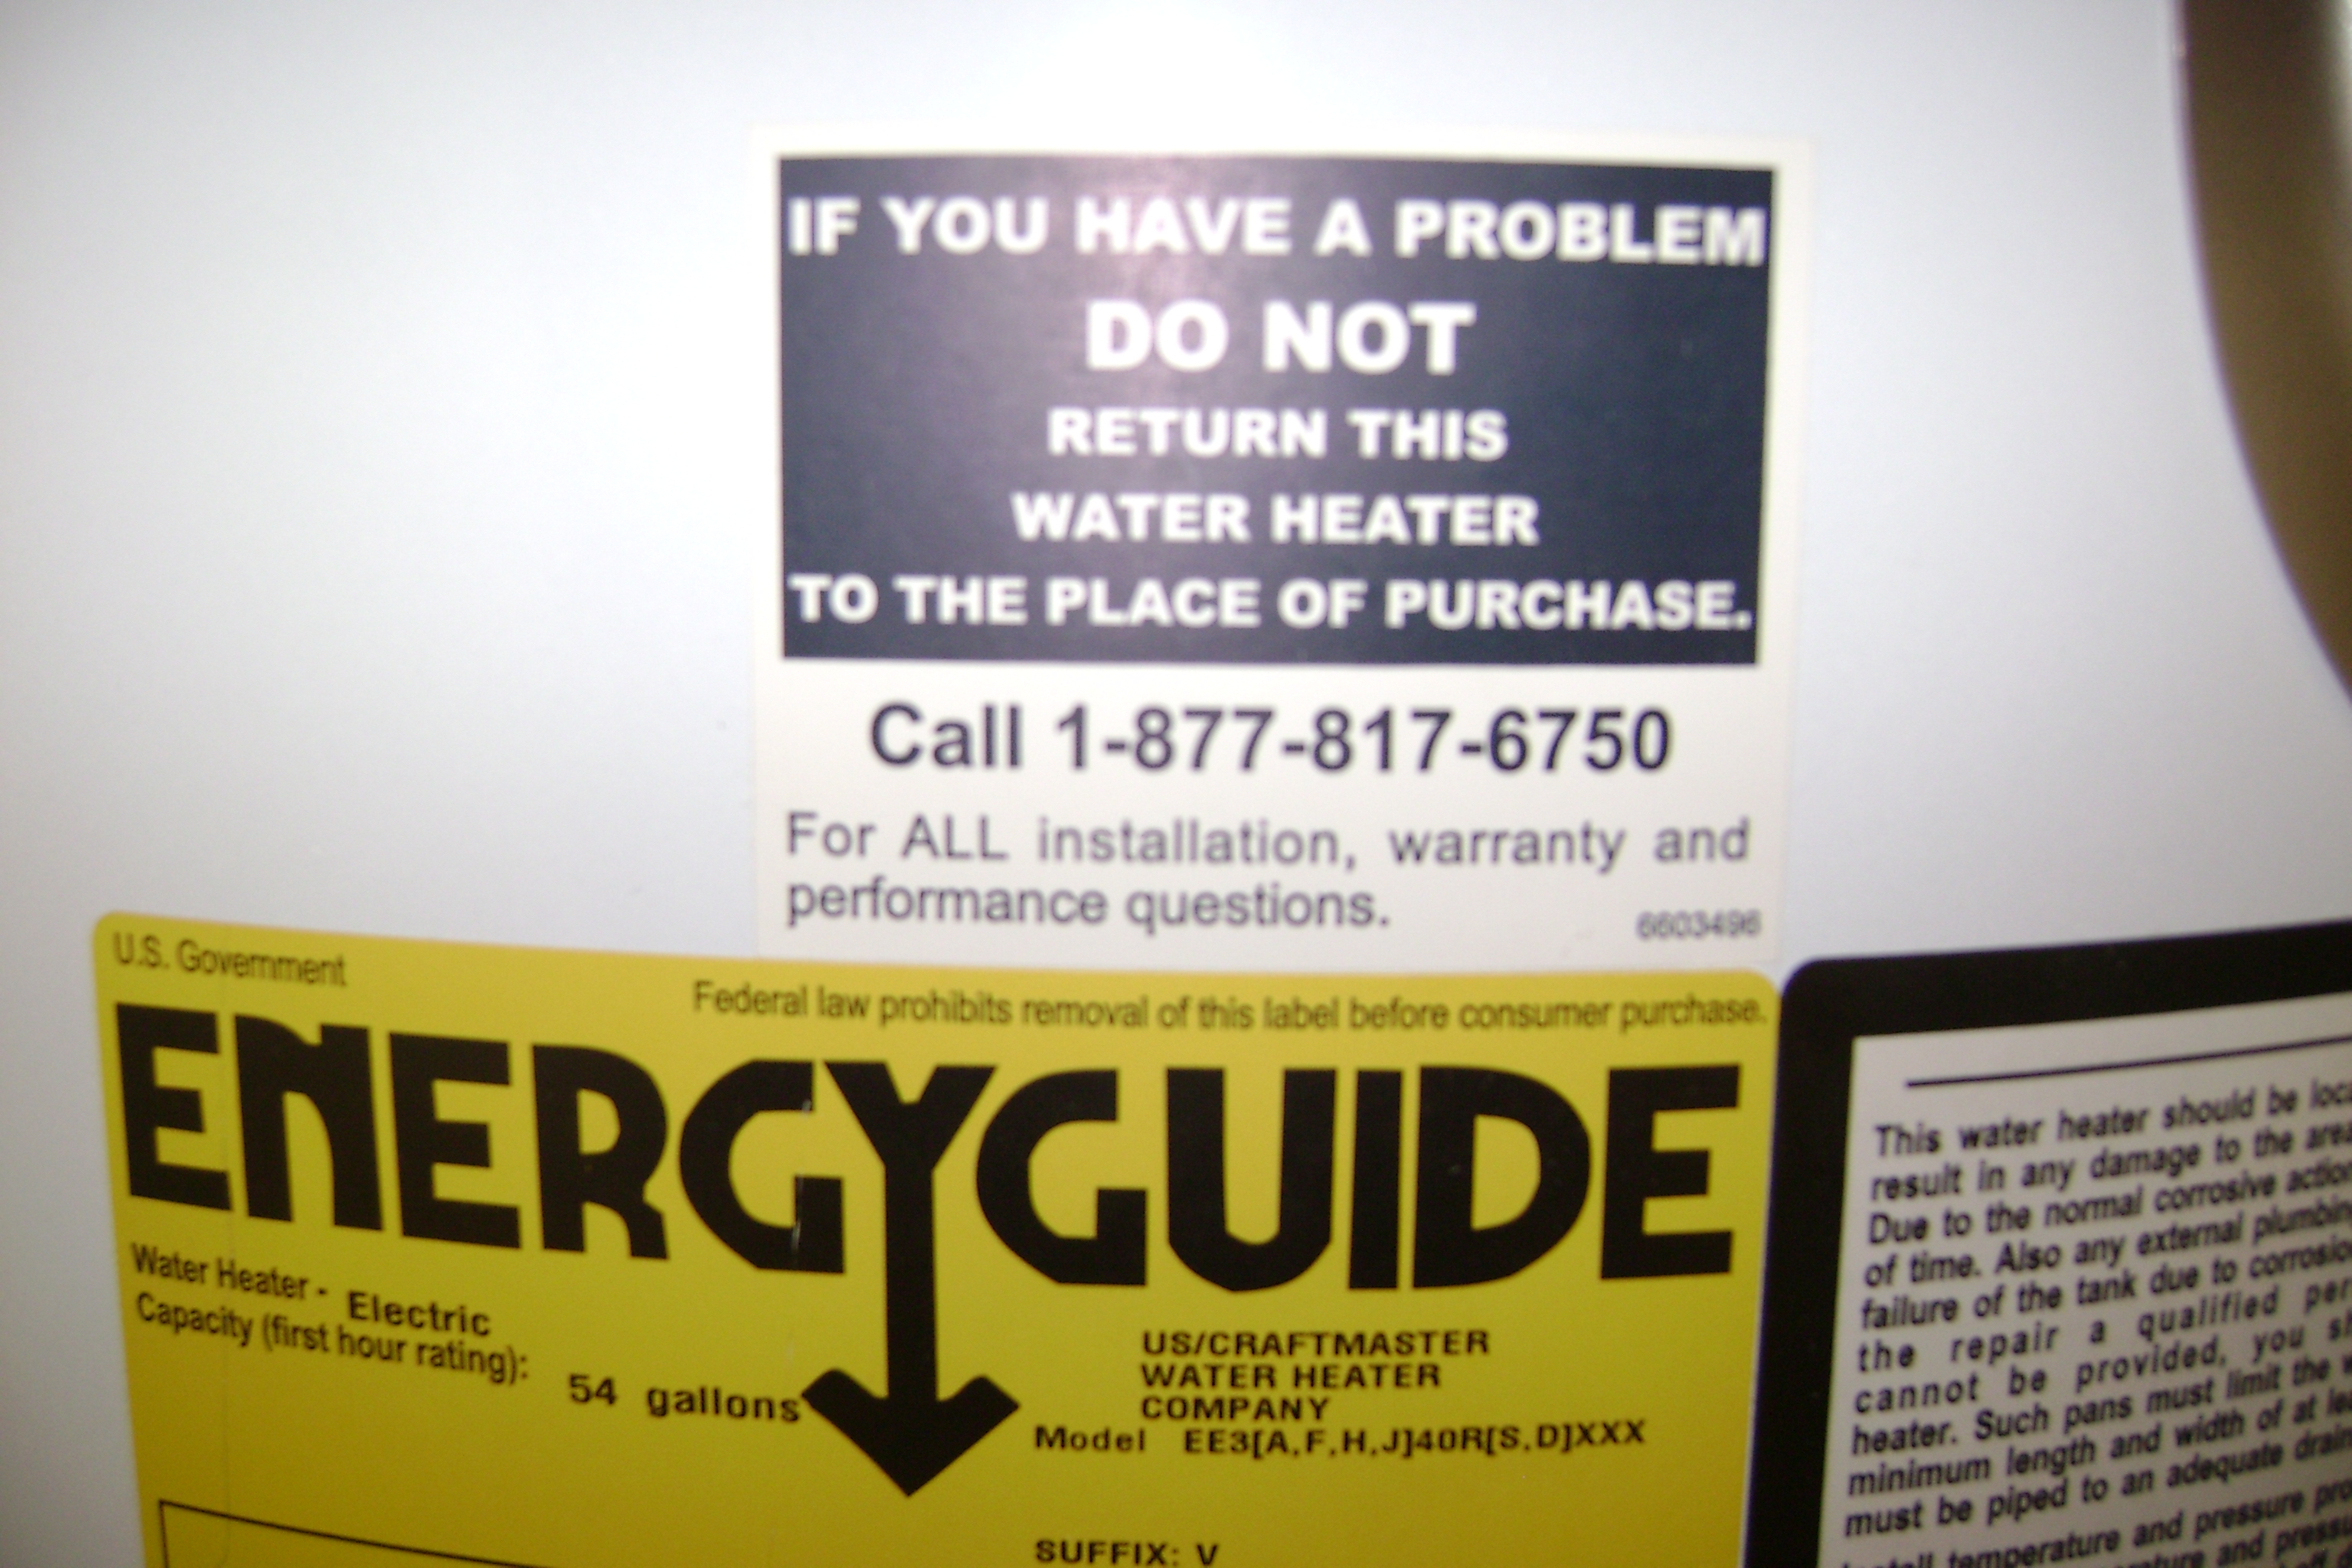 IF YOU HAVE A PROBLEM
DO NOT
RETURN THIS
WATER HEATER
TO THE PLACE OF PURCHASE.
Call 1-877-817-6750
For ALL installation, warranty and
performance questions.
6603496
U.S. Government
Federal law prohibits removal of this label before consumer purchase.
ENERGYGUIDE
Water Heater - Electric
Capacity (first hour rating):
54 gallons
US/CRAFTMASTER
WATER HEATER
COMPANY
Model EE3[A,F,H,J]40R[S,D]XXX
SUFFIX: V
This water heater should be
result in any damage to the
Due to the normal corrosive
of time. Also any external
failure of the tank due to
the repair a qualified
cannot be provided, you
heater. Such pans must limit the
minimum length and width of at
must be piped to an adequate
temperature and pressure